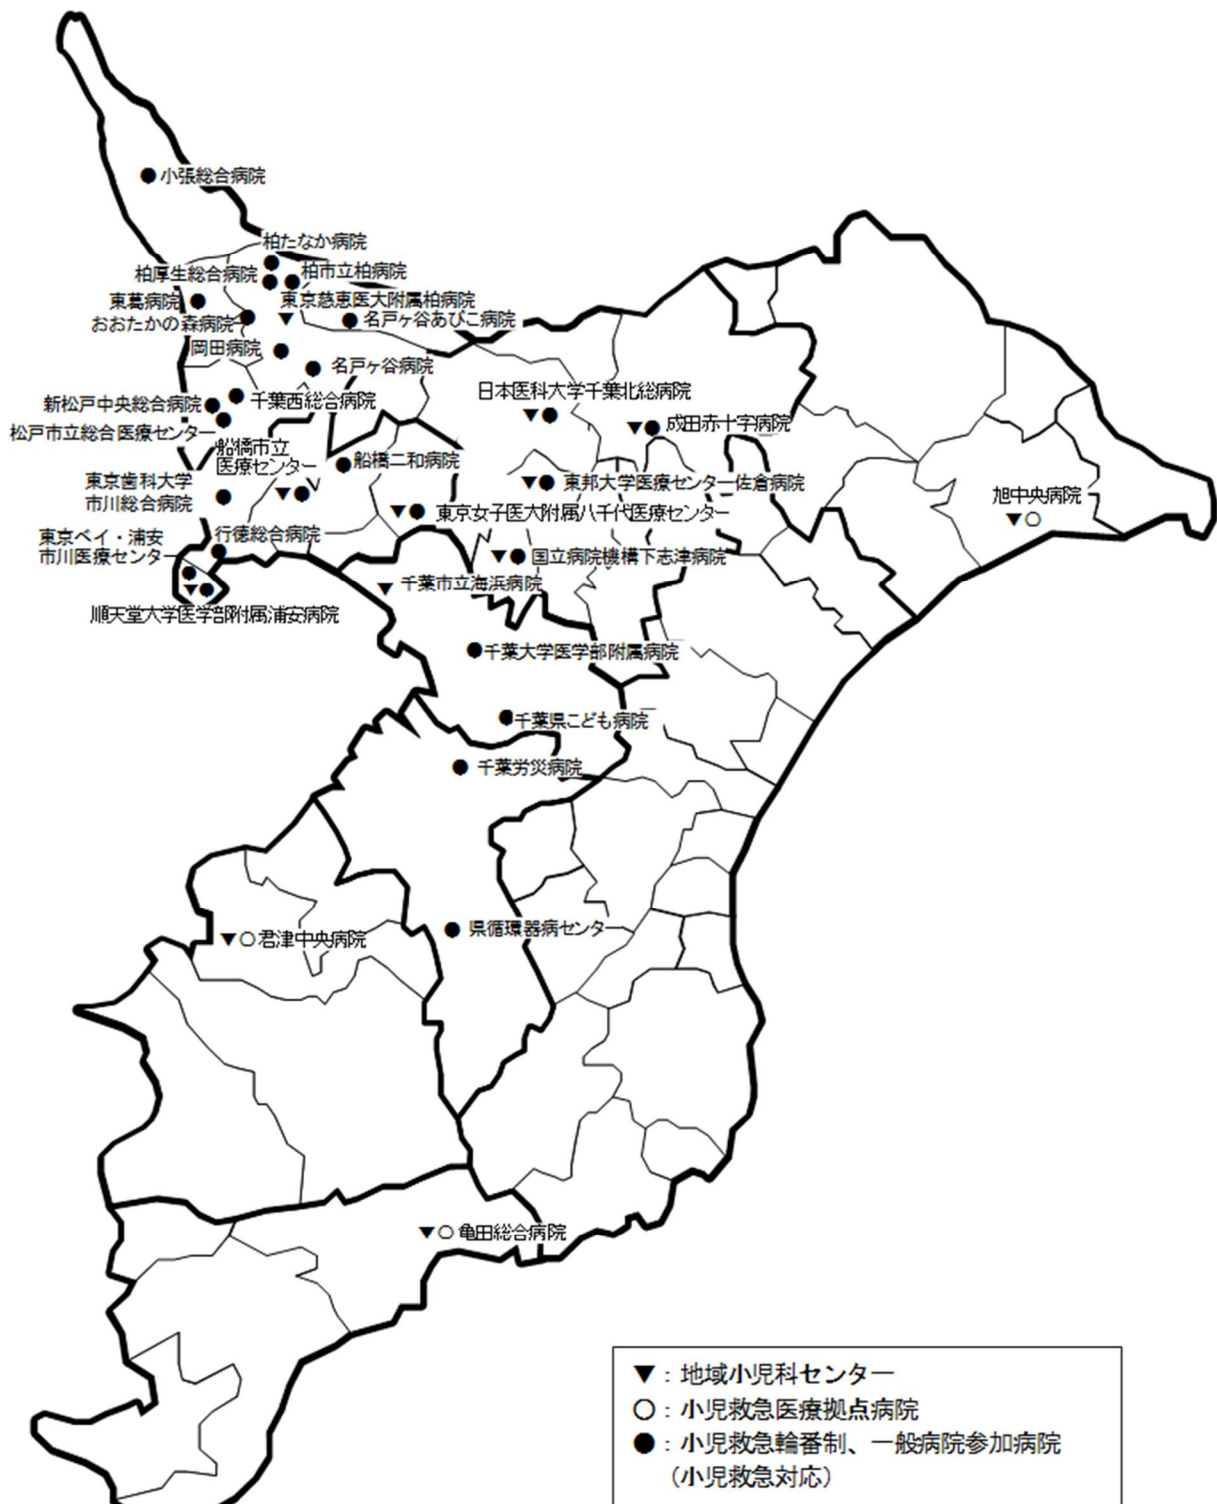 小張総合病院
柏たなか病院
柏厚生総合病院
柏市立柏病院
東葛病院
東京慈恵医大附属柏病院
おおたかの森病院
名戸ヶ谷あびこ病院
岡田病院
名戸ヶ谷病院
日本医科大学千葉北総病院
新松戸中央総合病院
千葉西総合病院
成田赤十字病院
松戸市立総合医療センター
船橋市立
医療センター
船橋二和病院
東京歯科大学
市川総合病院
東邦大学医療センター佐倉病院
旭中央病院
東京女子医大附属八千代医療センター
東京ベイ・浦安
市川医療センター
行徳総合病院
国立病院機構下志津病院
千葉市立海浜病院
順天堂大学医学部附属浦安病院
千葉大学医学部附属病院
千葉県こども病院
千葉労災病院
県循環器病センター
君津中央病院
亀田総合病院
▼：地域小児科センター
○：小児救急医療拠点病院
●：小児救急輪番制、一般病院参加病院
（小児救急対応）